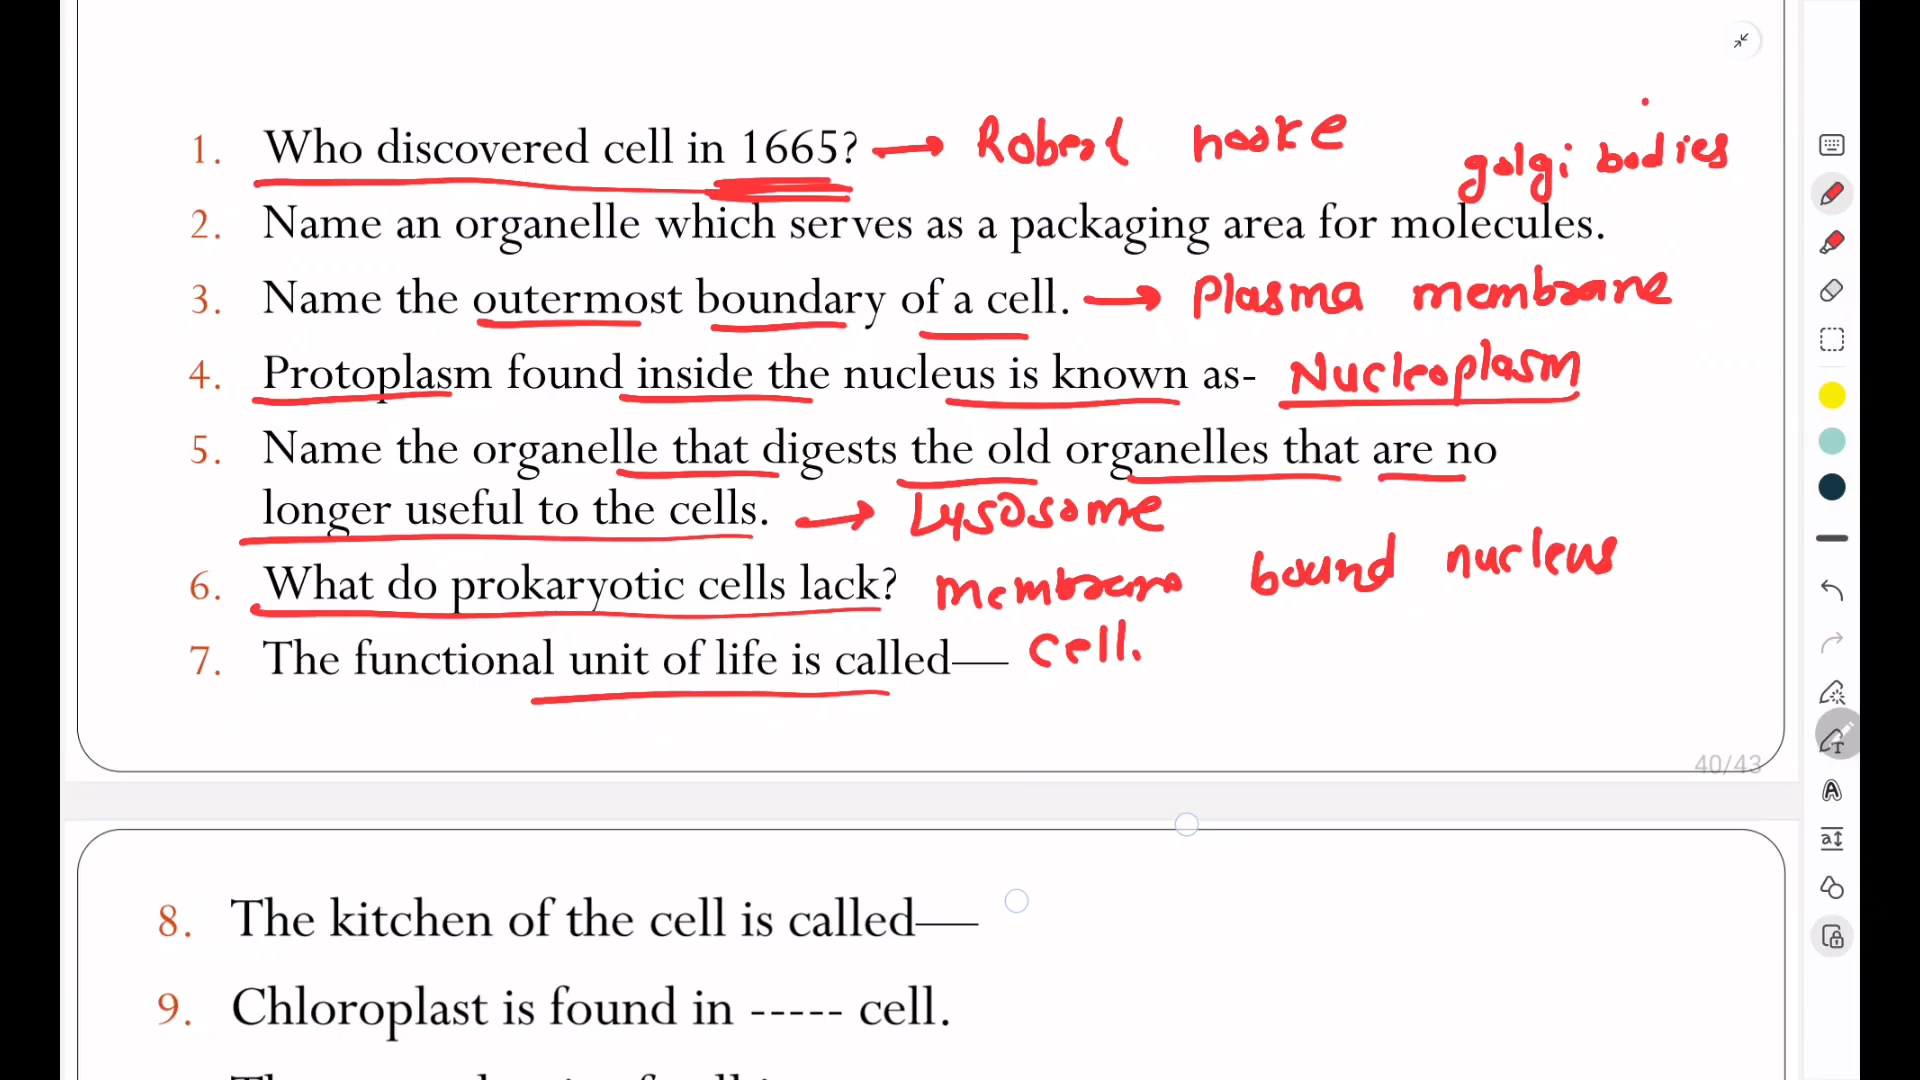 1. Who discovered cell in 1665? → Robert hooke
golgi bodies
2. Name an organelle which serves as a packaging area for molecules.
3. Name the outermost boundary of a cell. → Plasma membrane
4. Protoplasm found inside the nucleus is known as- Nucleoplasm
5. Name the organelle that digests the old organelles that are no
longer useful to the cells. → Lysosome
6. What do prokaryotic cells lack? bound nucleus
7. The functional unit of life is called— cell.
40/43
8. The kitchen of the cell is called—
9. Chloroplast is found in ----- cell.